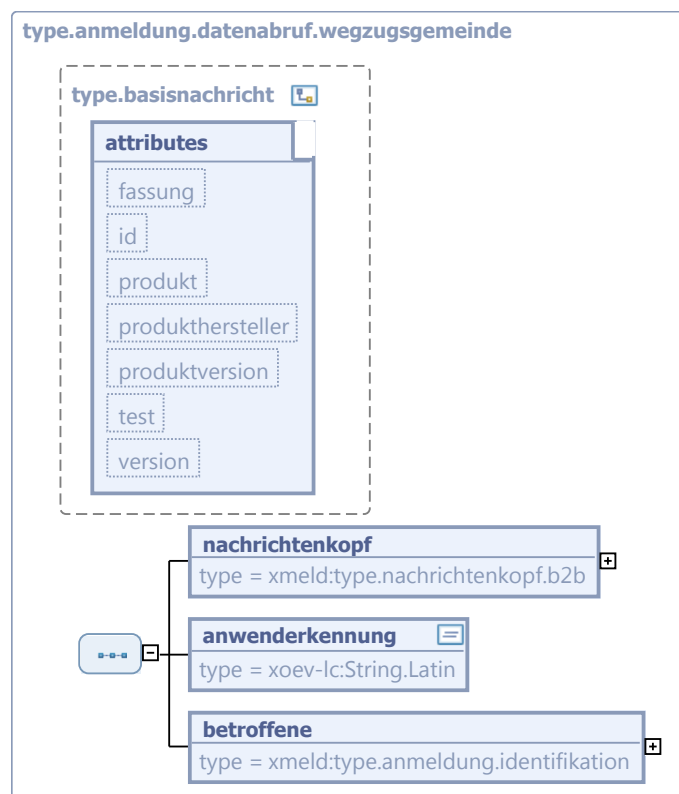 type.anmeldung.datenabruf.wegzugsgemeinde
type.basisnachricht
attributes
fassung
id
produkt
produkthersteller
produktversion
test
version
nachrichtenkopf
type = xmeld:type.nachrichtenkopf.b2b
anwenderkennung
type = xoev-lc:String.Latin
betroffene
type = xmeld:type.anmeldung.identifikation